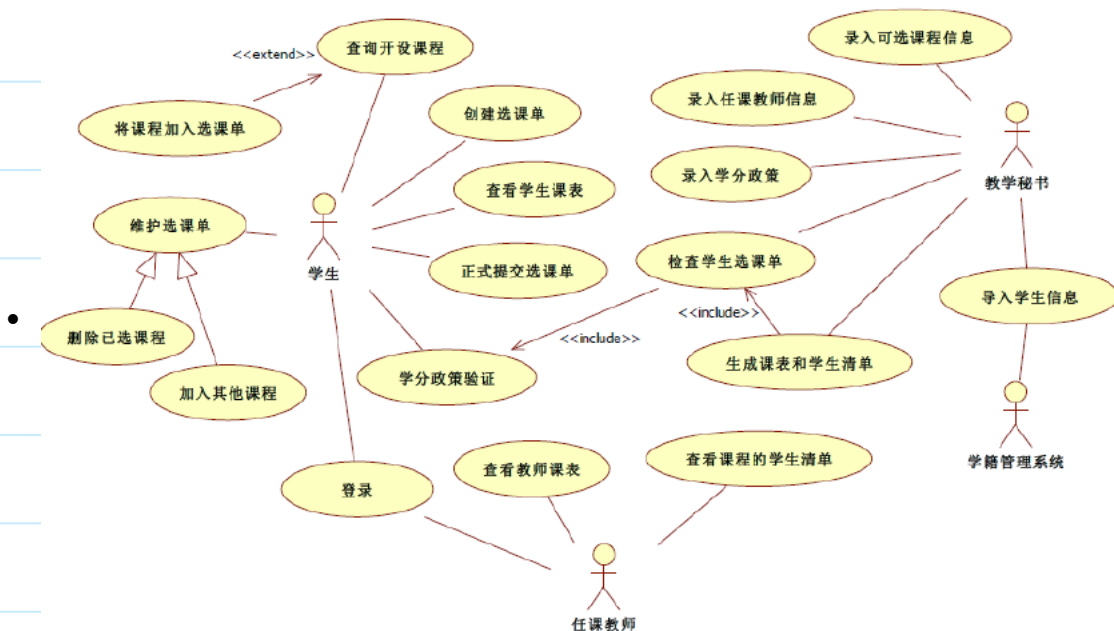 查询开设课程
录入可选课程信息
<<extend>>
录入任课教师信息
创建选课单
将课程加入选课单
录入学分政策
教学秘书
查看学生课表
维护选课单
检查学生选课单
正式提交选课单
学生
导入学生信息
<<include>>
删除已选课程
<<include>>
生成课表和学生清单
学分政策验证
加入其他课程
学籍管理系统
查看教师课表
查看课程的学生清单
登录
任课教师